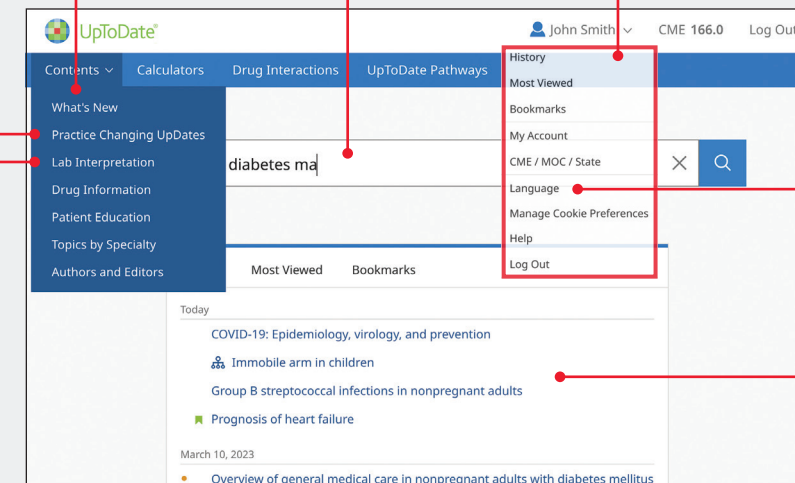 UpToDate®
John Smith
CME 166.0
Log Out
Contents
Calculators
Drug Interactions
UpToDate Pathways
What's New
Practice Changing UpDates
Lab Interpretation
Drug Information
Patient Education
Topics by Specialty
Authors and Editors
diabetes ma
History
Most Viewed
Bookmarks
My Account
CME / MOC / State
Language
Manage Cookie Preferences
Help
Log Out
Most Viewed
Bookmarks
Today
COVID-19: Epidemiology, virology, and prevention
Immobile arm in children
Group B streptococcal infections in nonpregnant adults
Prognosis of heart failure
March 10, 2023
Overview of general medical care in nonpregnant adults with diabetes mellitus